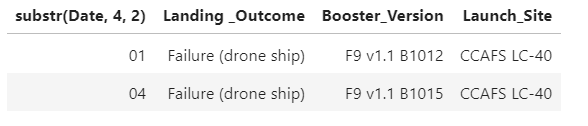 substr(Date, 4, 2) Landing _Outcome Booster_Version Launch_Site
01 Failure (drone ship) F9 v1.1 B1012 CCAFS LC-40
04 Failure (drone ship) F9 v1.1 B1015 CCAFS LC-40